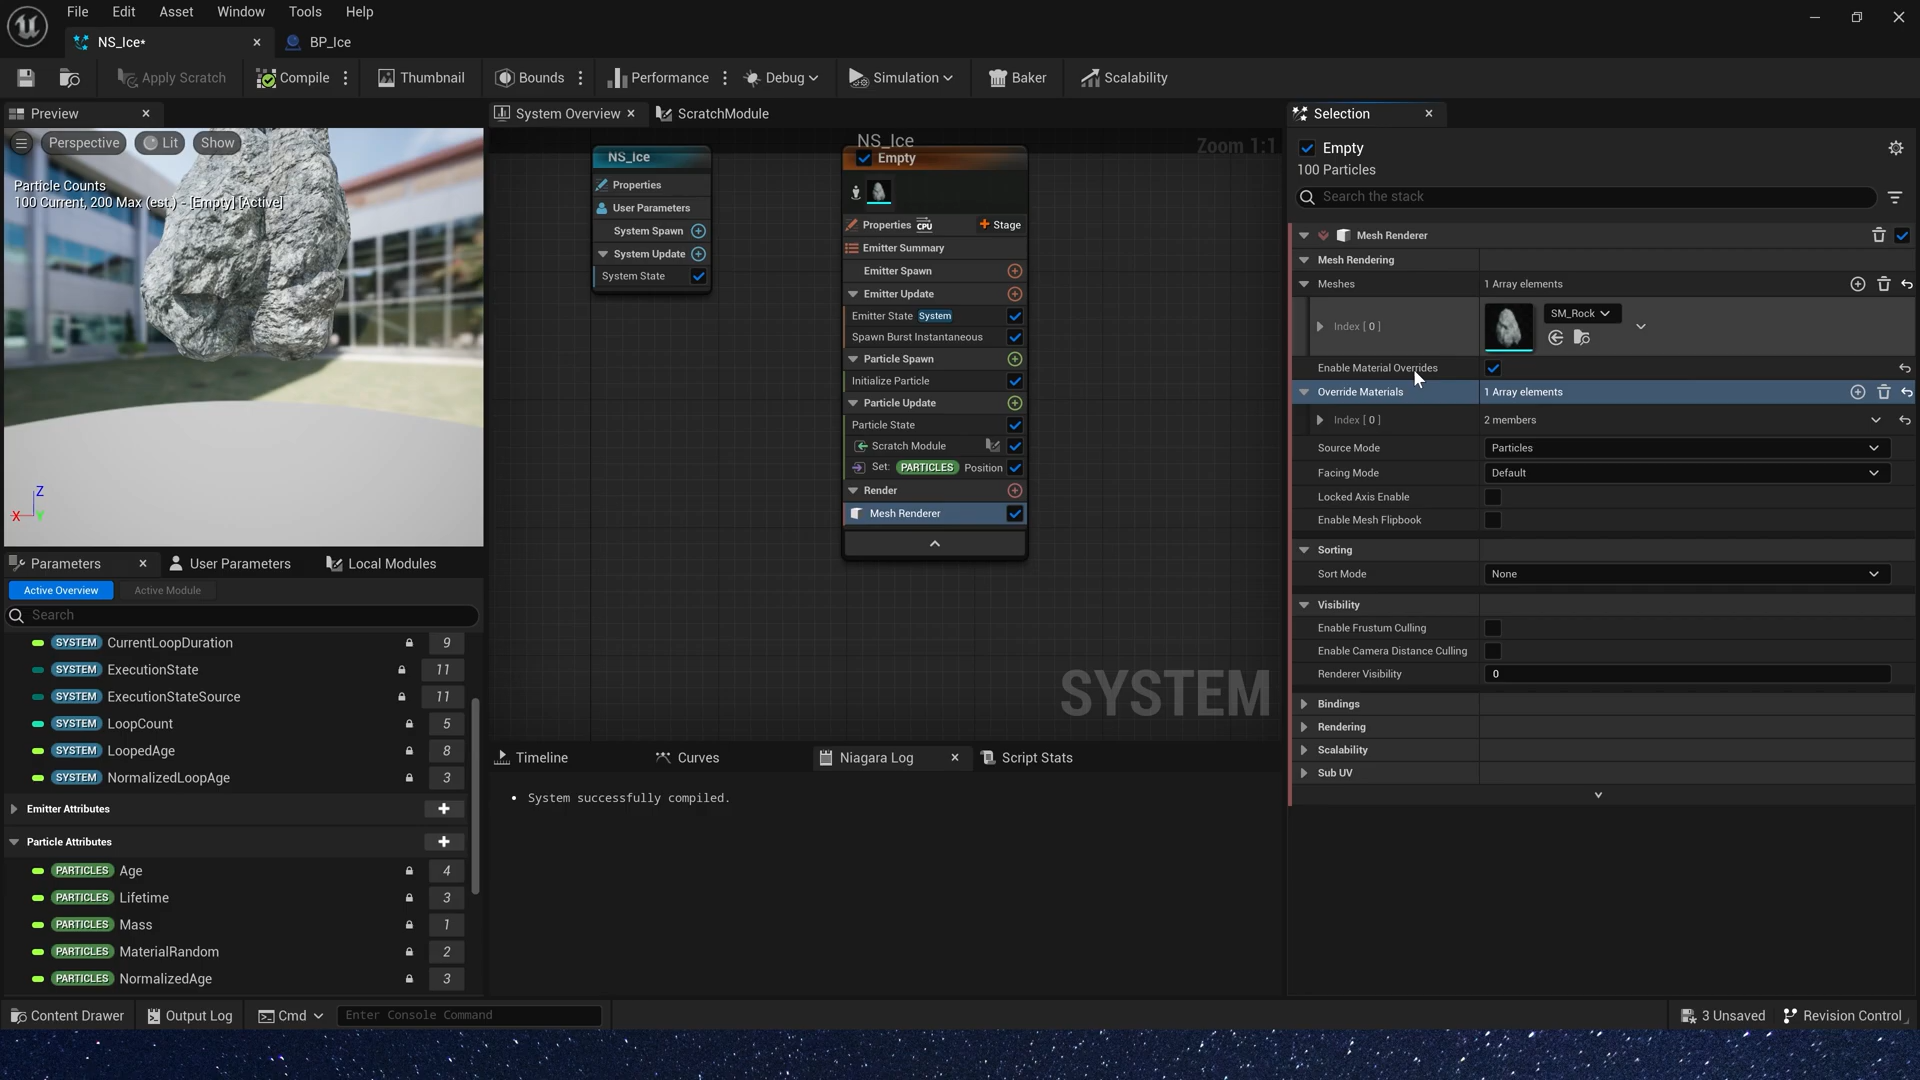 File Edit Asset Window Tools Help
NS_Ice*
BP_Ice
Apply Scratch
Compile
Thumbnail
Bounds
Performance
Debug
Simulation
Baker
Scalability
Preview
Perspective
Lit
Show
Particle Counts
100 Current, 200 Max (est.) - [Empty] [Active]
Z
X
Y
System Overview
ScratchModule
NS_Ice
Zoom 1:1
NS_Ice
Properties
User Parameters
System Spawn
System Update
System State
Empty
Properties CPU
Stage
Emitter Summary
Emitter Spawn
Emitter Update
Emitter State System
Spawn Burst Instantaneous
Particle Spawn
Initialize Particle
Particle Update
Particle State
Scratch Module
Set: PARTICLES Position
Render
Mesh Renderer
SYSTEM
Parameters
User Parameters
Local Modules
Active Overview
Active Module
Search
SYSTEM CurrentLoopDuration 9
SYSTEM ExecutionState 11
SYSTEM ExecutionStateSource 11
SYSTEM LoopCount 5
SYSTEM LoopedAge 8
SYSTEM NormalizedLoopAge 3
Emitter Attributes
Particle Attributes
PARTICLES Age 4
PARTICLES Lifetime 3
PARTICLES Mass 1
PARTICLES MaterialRandom 2
PARTICLES NormalizedAge 3
Timeline
Curves
Niagara Log
Script Stats
• System successfully compiled.
Selection
Empty
100 Particles
Search the stack
Mesh Renderer
Mesh Rendering
Meshes 1 Array elements
Index [ 0 ] SM_Rock
Enable Material Overrides
Override Materials 1 Array elements
Index [ 0 ] 2 members
Source Mode Particles
Facing Mode Default
Locked Axis Enable
Enable Mesh Flipbook
Sorting
Sort Mode None
Visibility
Enable Frustum Culling
Enable Camera Distance Culling
Renderer Visibility 0
Bindings
Rendering
Scalability
Sub UV
Content Drawer
Output Log
Cmd
Enter Console Command
3 Unsaved
Revision Control